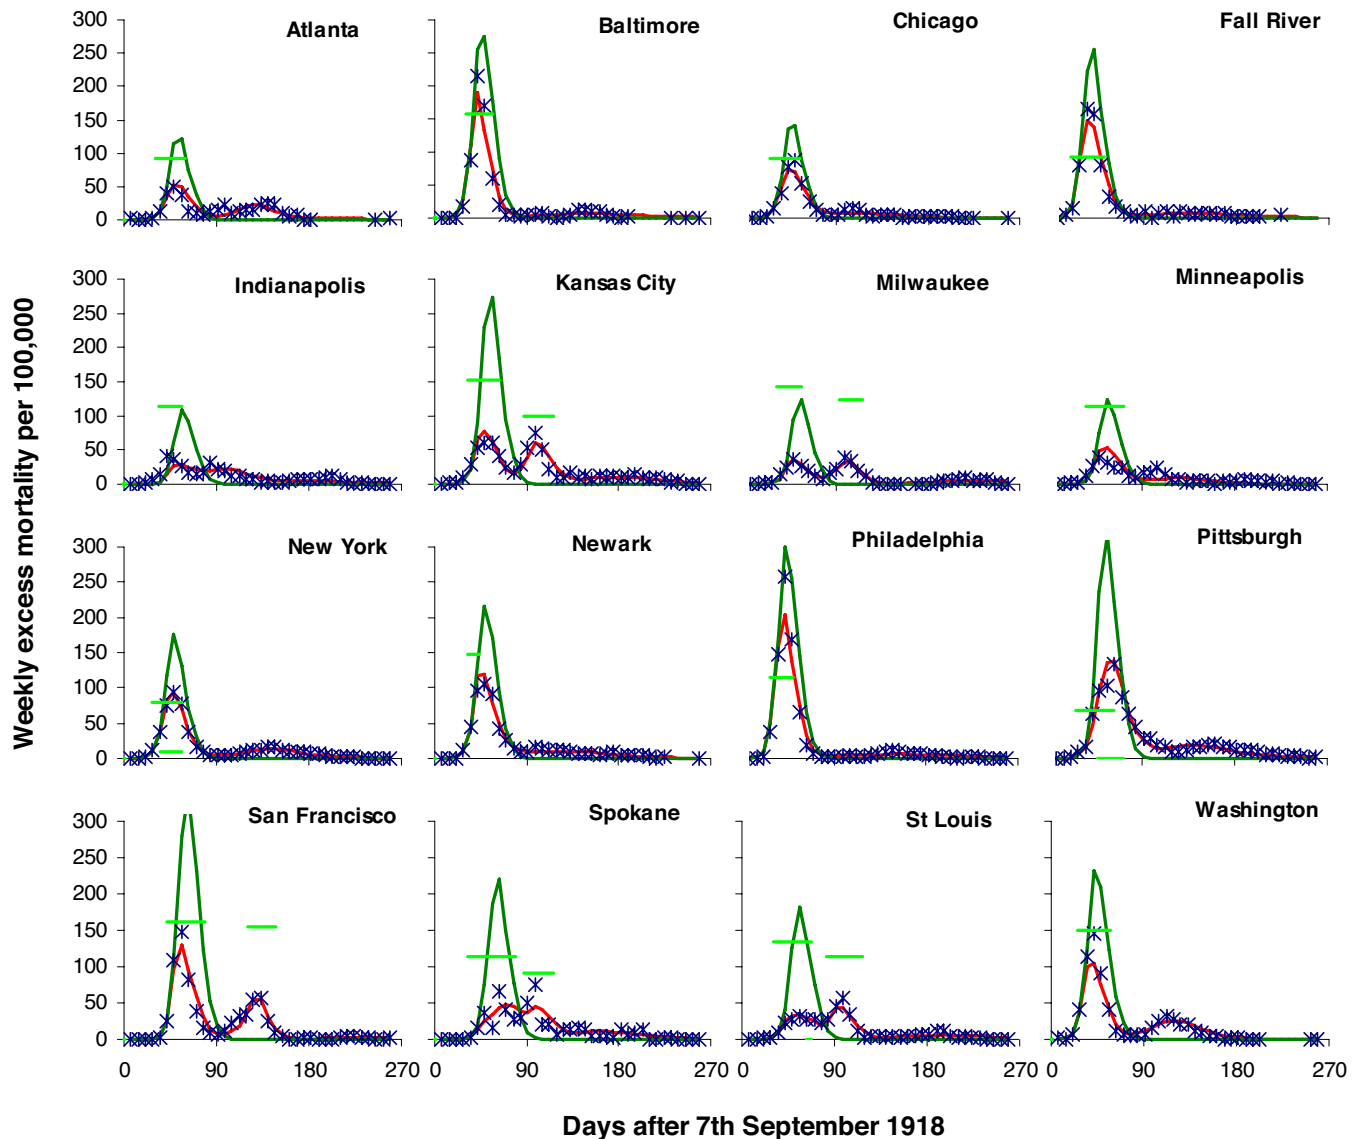 Weekly excess mortality per 100,000
Atlanta
Baltimore
Chicago
Fall River
300
250
200
150
100
50
0
Indianapolis
Kansas City
Milwaukee
Minneapolis
300
250
200
150
100
50
0
New York
Newark
Philadelphia
Pittsburgh
300
250
200
150
100
50
0
San Francisco
Spokane
St Louis
Washington
300
250
200
150
100
50
0
0 90 180 270 0 90 180 270 0 90 180 270 0 90 180 270
Days after 7th September 1918